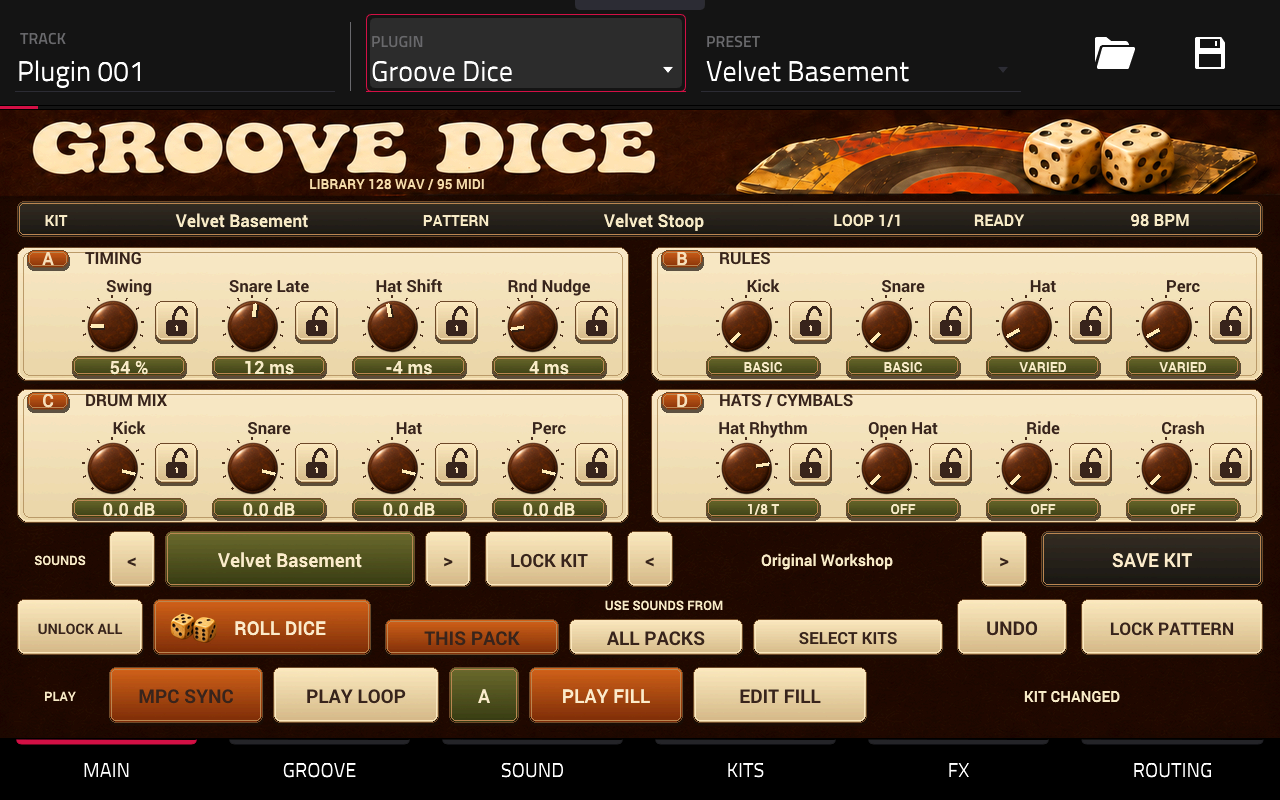 TRACK
Plugin 001
PLUGIN
Groove Dice
PRESET
Velvet Basement
GROOVE DICE
LIBRARY 128 WAV / 95 MIDI
KIT Velvet Basement PATTERN Velvet Stoop LOOP 1/1 READY 98 BPM
A TIMING
Swing Snare Late Hat Shift Rnd Nudge
54 % 12 ms -4 ms 4 ms
B RULES
Kick Snare Hat Perc
BASIC BASIC VARIED VARIED
C DRUM MIX
Kick Snare Hat Perc
0.0 dB 0.0 dB 0.0 dB 0.0 dB
D HATS / CYMBALS
Hat Rhythm Open Hat Ride Crash
1/8 T OFF OFF OFF
SOUNDS < Velvet Basement > LOCK KIT < Original Workshop > SAVE KIT
USE SOUNDS FROM
UNLOCK ALL ROLL DICE THIS PACK ALL PACKS SELECT KITS UNDO LOCK PATTERN
PLAY MPC SYNC PLAY LOOP A PLAY FILL EDIT FILL KIT CHANGED
MAIN GROOVE SOUND KITS FX ROUTING